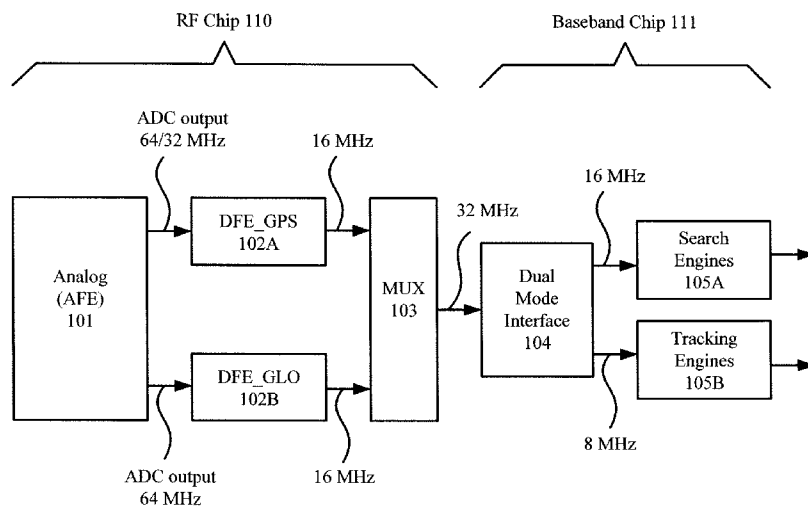 RF Chip 110
Baseband Chip 111
ADC output
64/32 MHz
16 MHz
32 MHz
16 MHz
Analog
(AFE)
101
DFE_GPS
102A
MUX
103
Dual
Mode
Interface
104
Search
Engines
105A
DFE_GLO
102B
Tracking
Engines
105B
ADC output
64 MHz
16 MHz
8 MHz